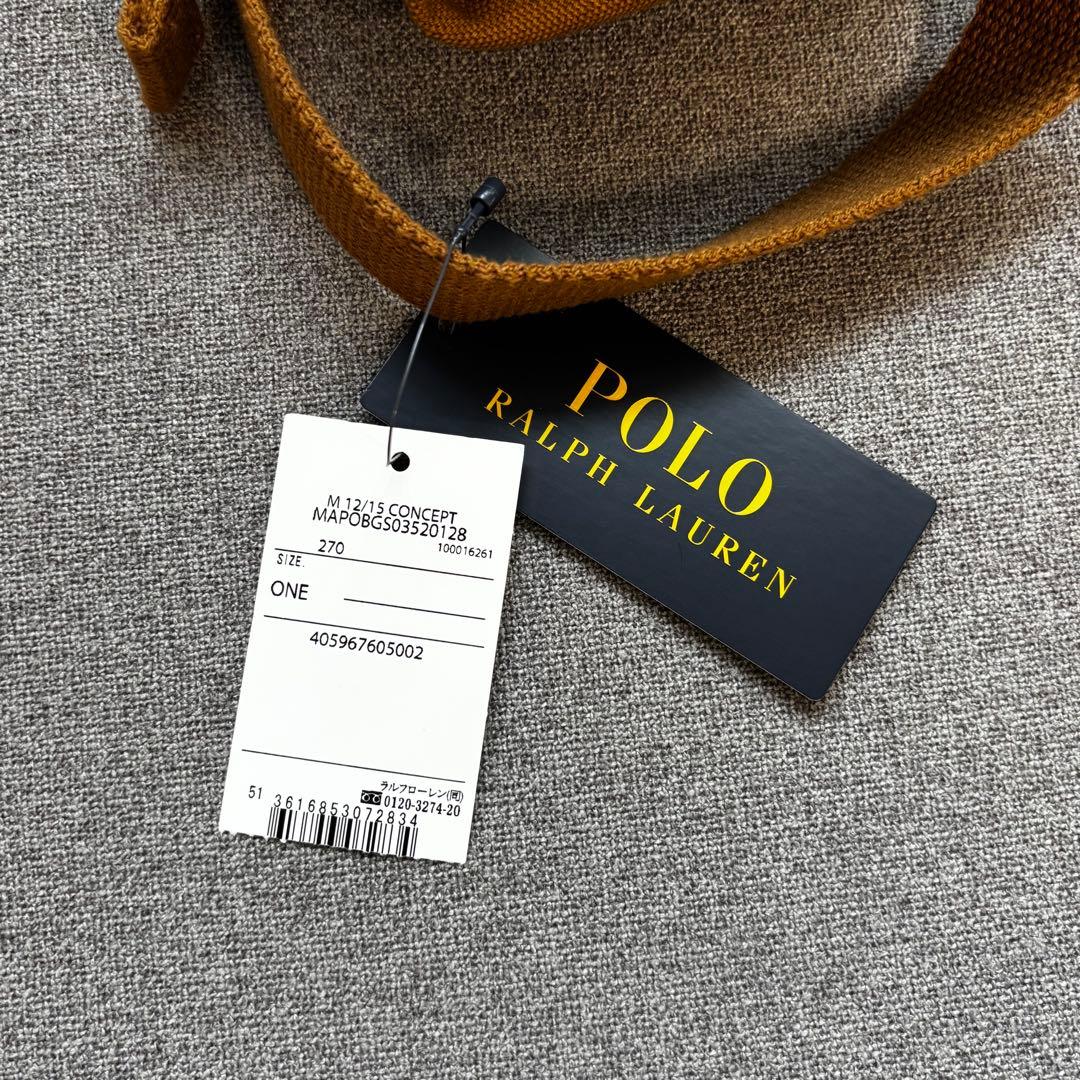 POLO
RALPH LAUREN
M 12/15 CONCEPT
MAPOBGS03520128
270 100016261
SIZE.
ONE
405967605002
ラルフローレン(同)
0120-3274-20
51 3616853072834